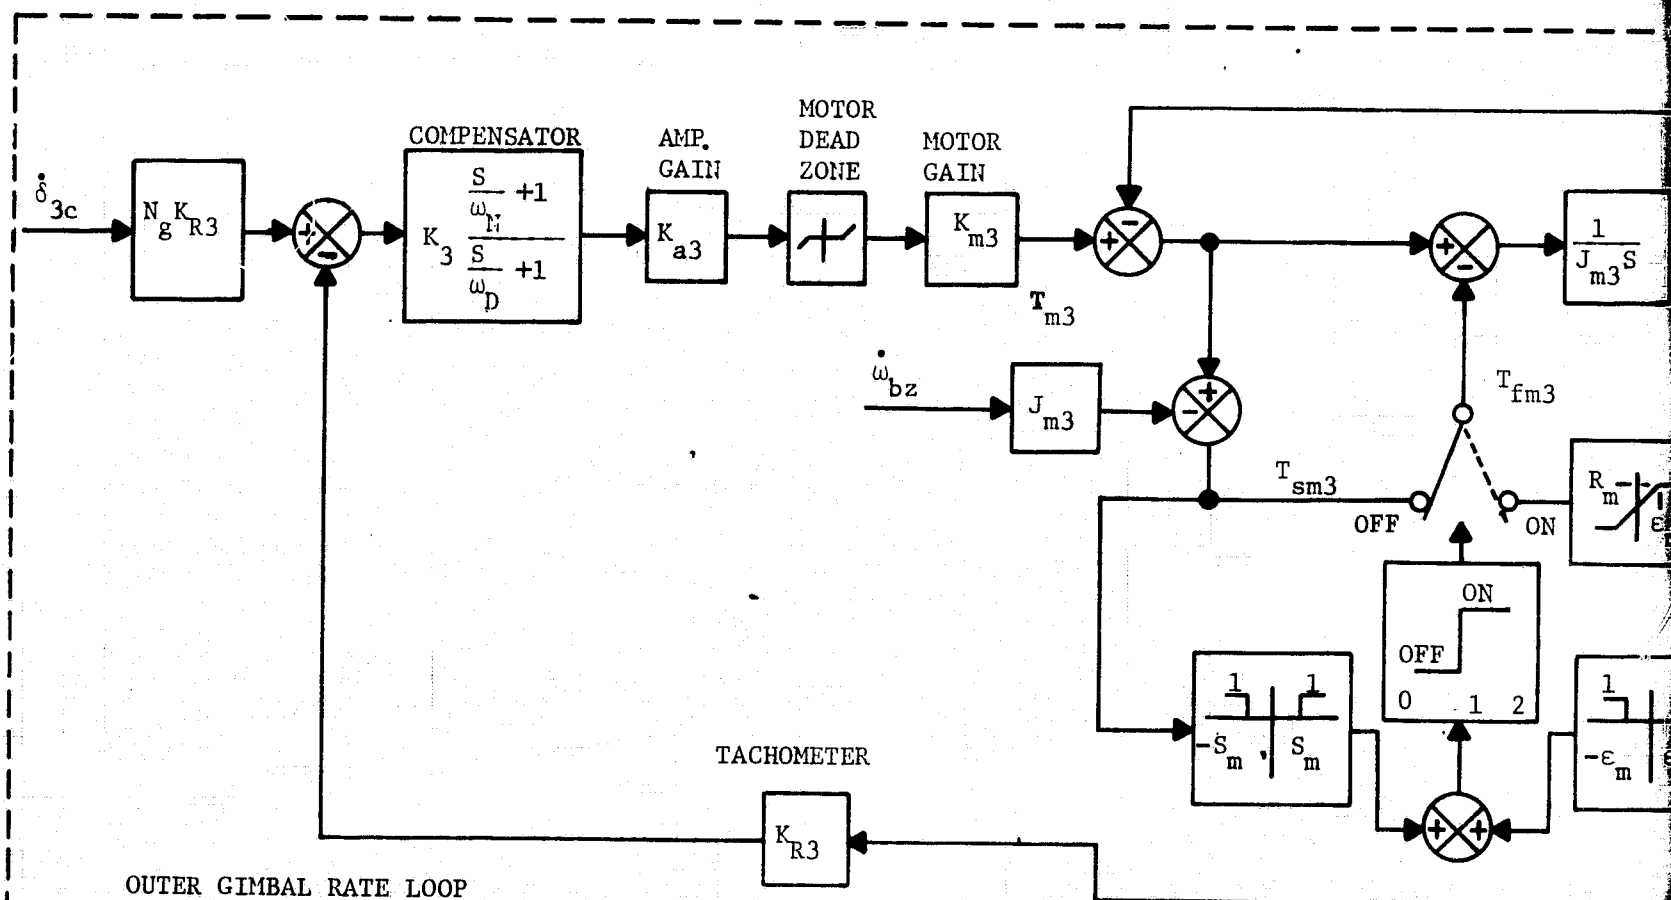 MOTOR
DEAD
ZONE
COMPENSATOR
AMP.
GAIN
MOTOR
GAIN
δ̇3c
NgKR3
+
-
K3
S/ωN +1
S/ωD +1
Ka3
Km3
Tm3
+
-
+
-
1/Jm3S
ω̇bz
Jm3
+
-
Tfm3
Tsm3
OFF
ON
Rm
ε
ON
OFF
0 1 2
1 1
-Sm Sm
1
-εm
+ +
TACHOMETER
KR3
OUTER GIMBAL RATE LOOP